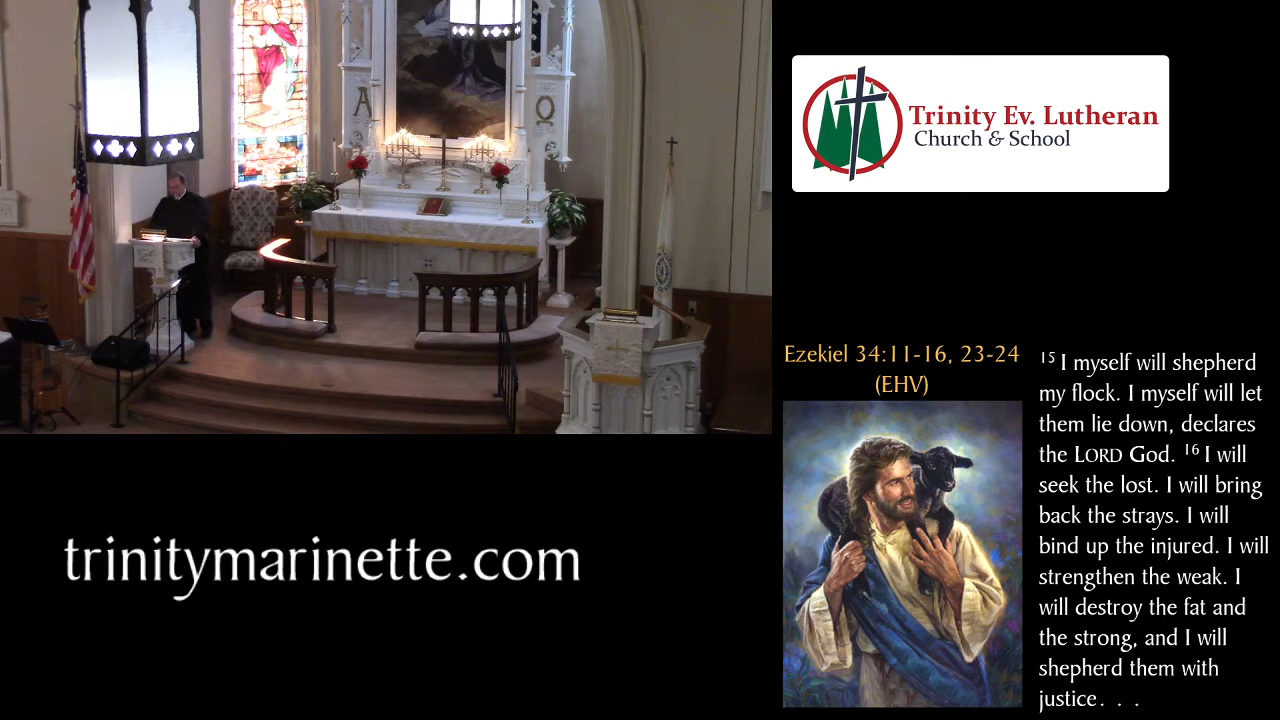 Α
Ω
Trinity Ev. Lutheran
Church & School
trinitymarinette.com
Ezekiel 34:11-16, 23-24
(EHV)
15 I myself will shepherd
my flock. I myself will let
them lie down, declares
the LORD God. 16 I will
seek the lost. I will bring
back the strays. I will
bind up the injured. I will
strengthen the weak. I
will destroy the fat and
the strong, and I will
shepherd them with
justice. . .